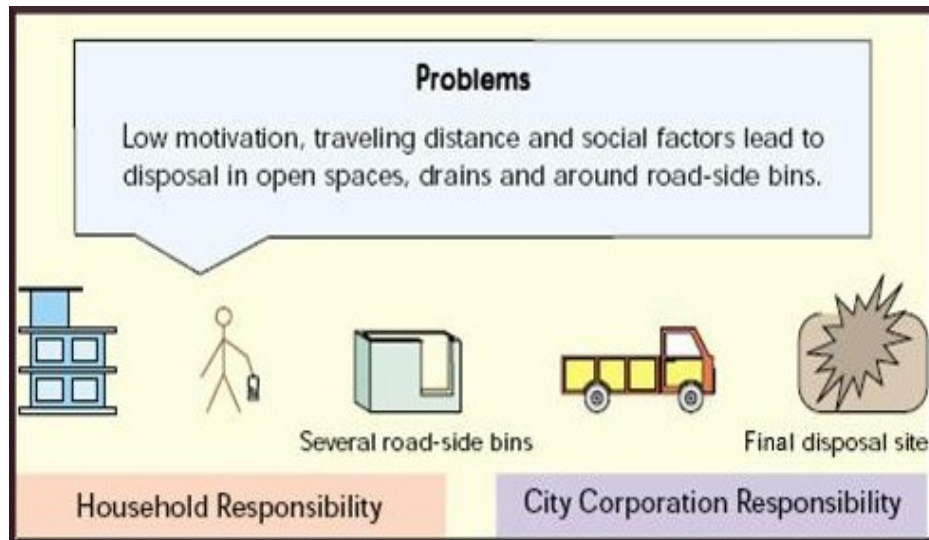 Problems
Low motivation, traveling distance and social factors lead to
disposal in open spaces, drains and around road-side bins.
Several road-side bins
Final disposal site
Household Responsibility
City Corporation Responsibility